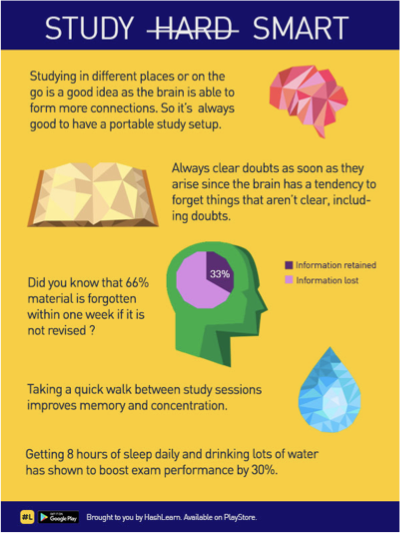 STUDY HARD SMART
Studying in different places or on the
go is a good idea as the brain is able to
form more connections. So it's always
good to have a portable study setup.
Always clear doubts as soon as they
arise since the brain has a tendency to
forget things that aren't clear, includ-
ing doubts.
Did you know that 66%
material is forgotten
within one week if it is
not revised ?
33%
Information retained
Information lost
Taking a quick walk between study sessions
improves memory and concentration.
Getting 8 hours of sleep daily and drinking lots of water
has shown to boost exam performance by 30%.
#L
GET IT ON
Google Play
Brought to you by HashLearn. Available on PlayStore.